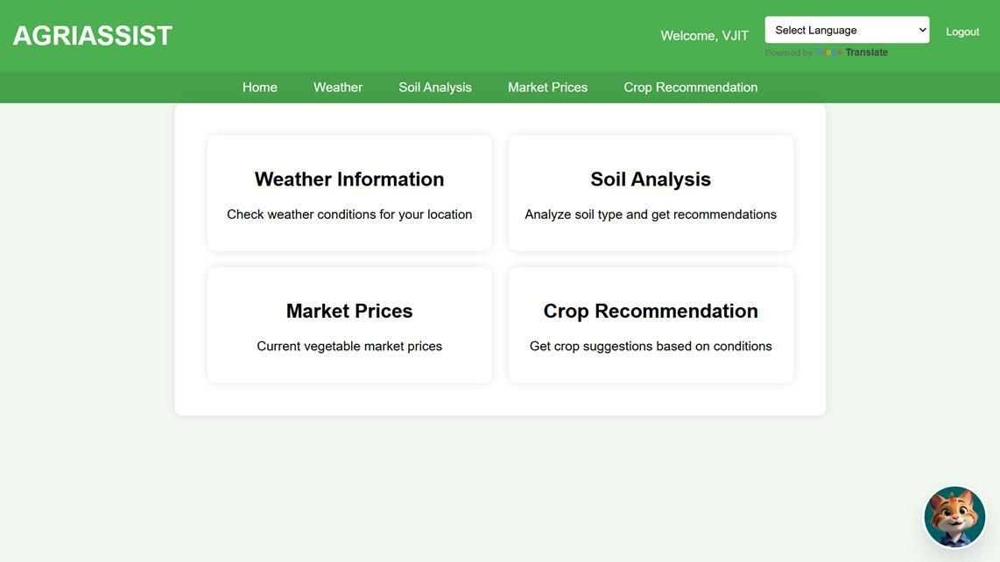 AGRIASSIST
Welcome, VJIT
Select Language
Logout
Powered by Google Translate
Home
Weather
Soil Analysis
Market Prices
Crop Recommendation
Weather Information
Check weather conditions for your location
Soil Analysis
Analyze soil type and get recommendations
Market Prices
Current vegetable market prices
Crop Recommendation
Get crop suggestions based on conditions